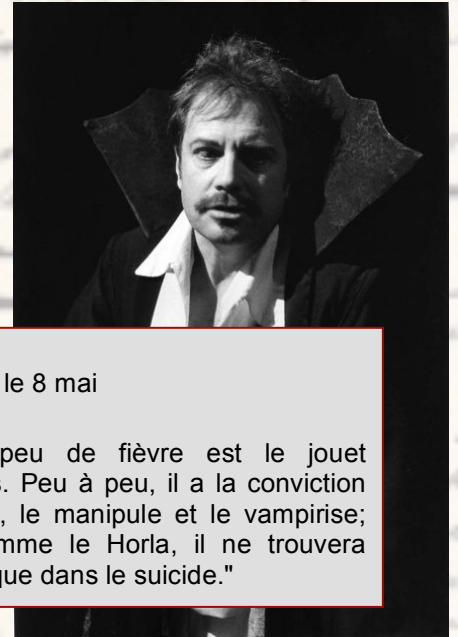 le 8 mai
peu de fièvre est le jouet
s. Peu à peu, il a la conviction
, le manipule et le vampirise;
mme le Horla, il ne trouvera
que dans le suicide."